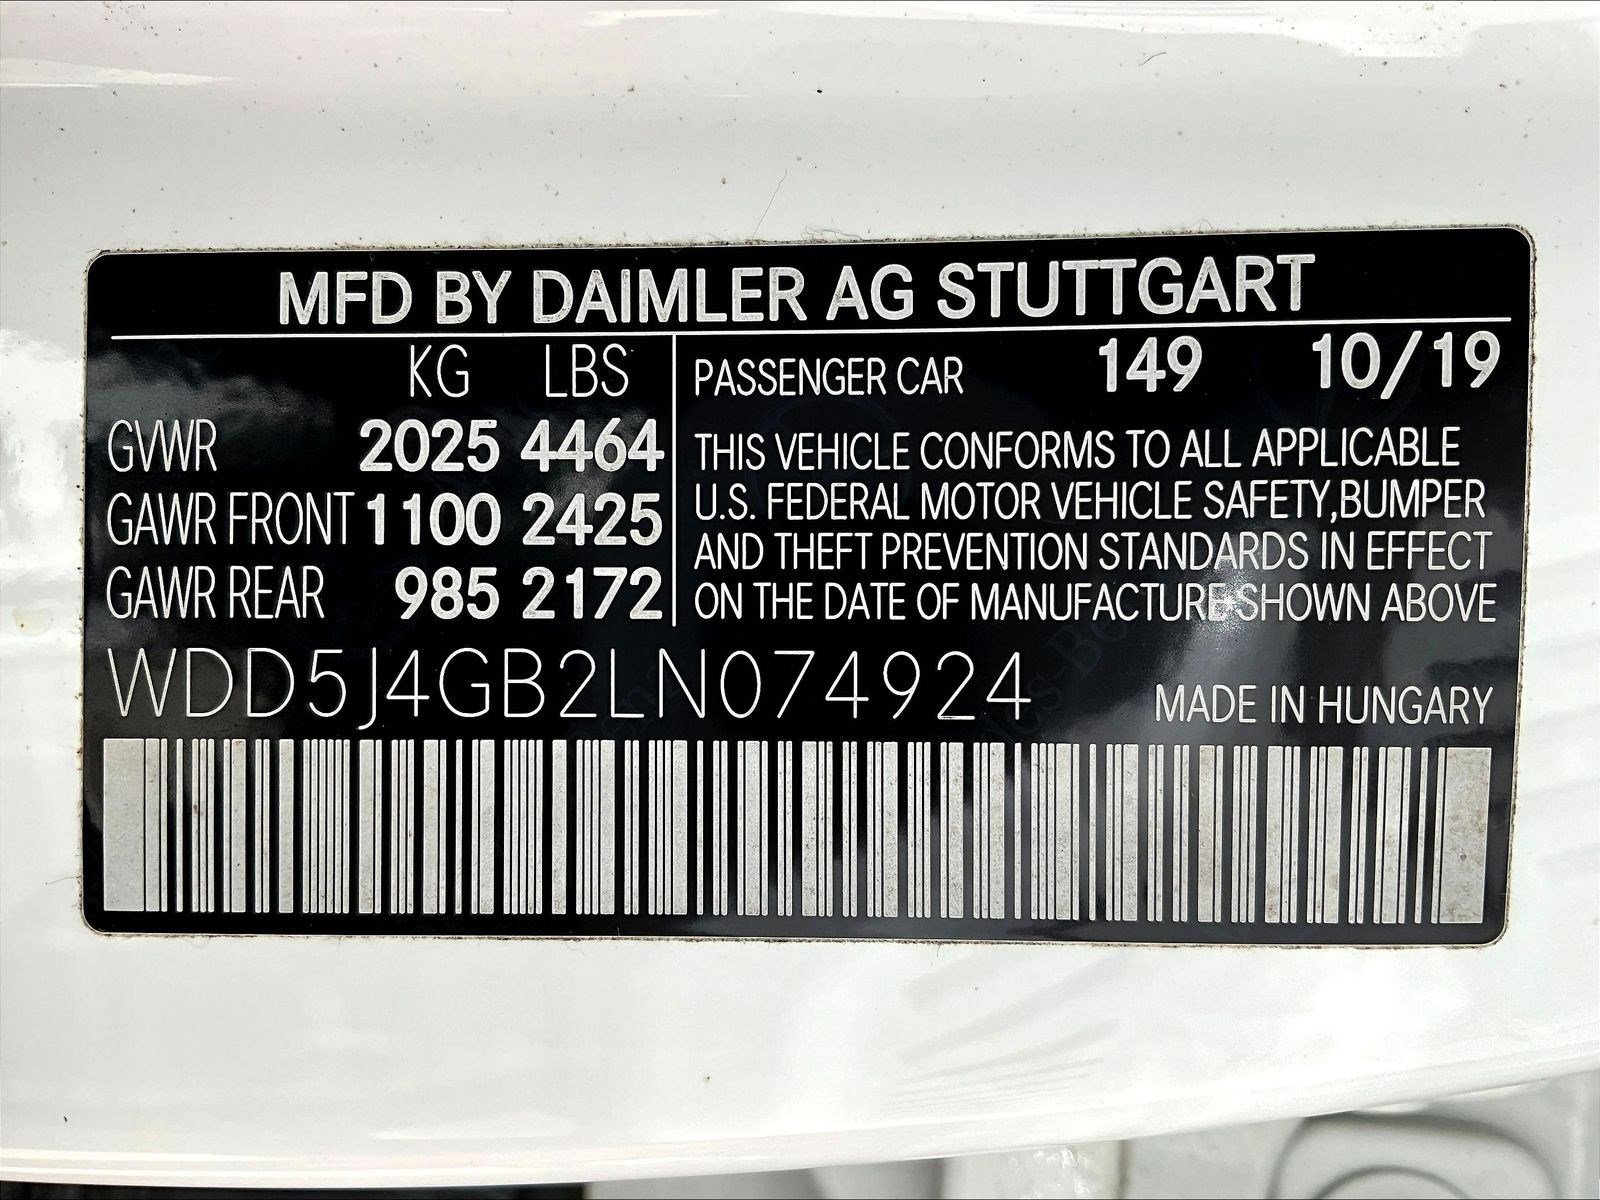 MFD BY DAIMLER AG STUTTGART
KG LBS
GVWR 2025 4464
GAWR FRONT 1100 2425
GAWR REAR 985 2172
PASSENGER CAR 149 10/19
THIS VEHICLE CONFORMS TO ALL APPLICABLE
U.S. FEDERAL MOTOR VEHICLE SAFETY,BUMPER
AND THEFT PREVENTION STANDARDS IN EFFECT
ON THE DATE OF MANUFACTURE SHOWN ABOVE
WDD5J4GB2LN074924
MADE IN HUNGARY